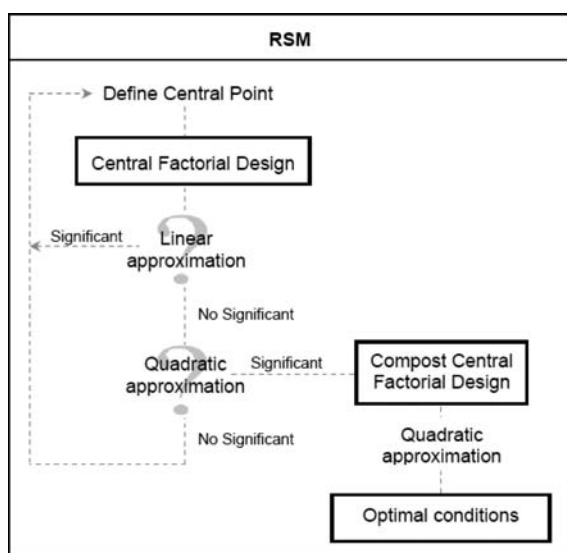 RSM
Define Central Point
Central Factorial Design
Significant
Linear
approximation
?
No Significant
Quadratic
approximation
?
Significant
Compost Central
Factorial Design
No Significant
Quadratic
approximation
Optimal conditions